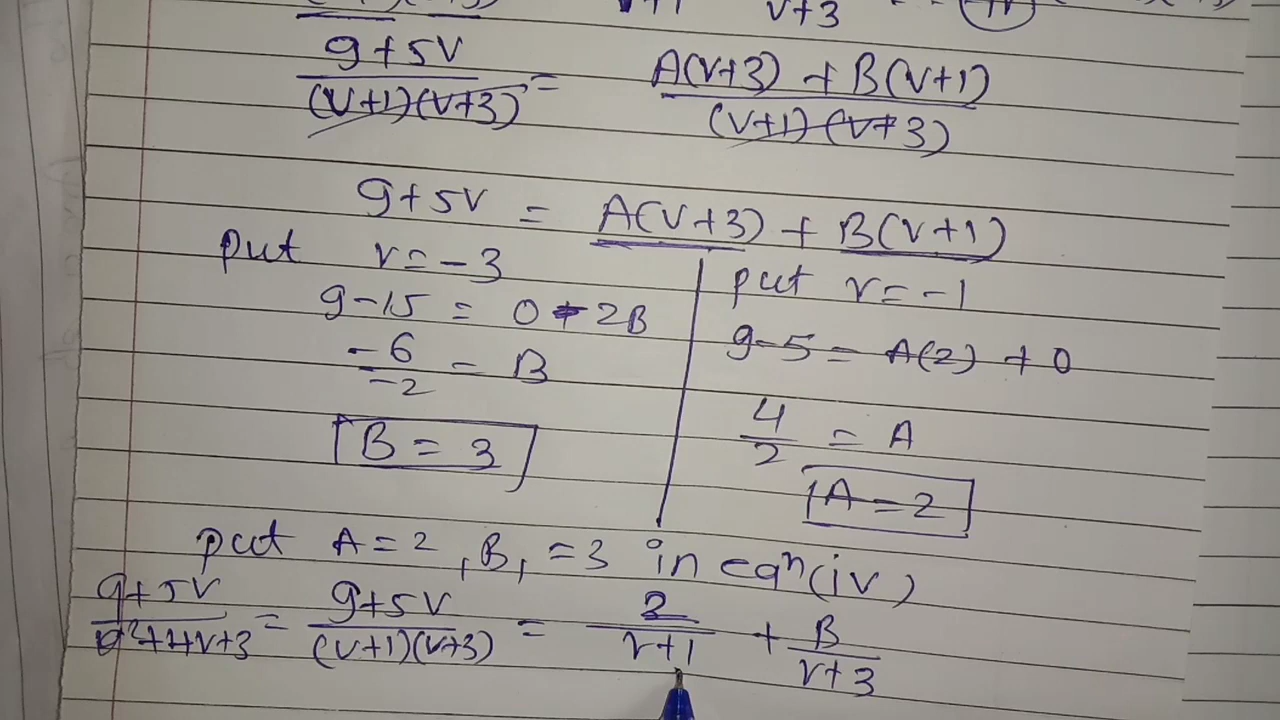 v+3
9+5v/(v+1)(v+3) = A(v+3) + B(v+1)/(v+1)(v+3)
9+5v = A(v+3) + B(v+1)
put v=-3
9-15 = 0+2B
-6/-2 = B
B = 3
put v=-1
9-5 = A(2) + 0
4/2 = A
A = 2
put A=2, B, =3 in eqn(iv)
9+5v/v²+4v+3 = 9+5v/(v+1)(v+3) = 2/v+1 + B/v+3